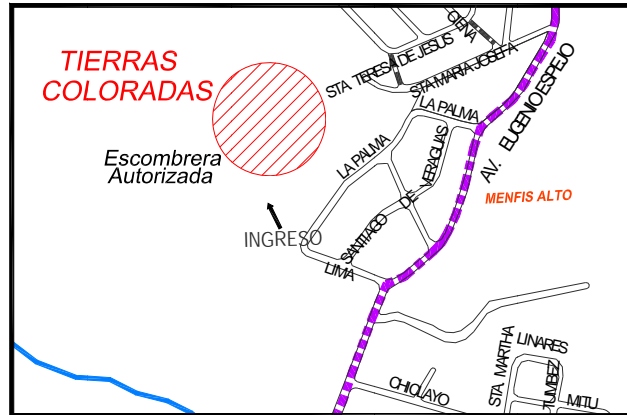 TIERRAS
COLORADAS
Escombrera
Autorizada
INGRESO
STA TERESA DE JESUS
CIENA
STA MARIA JOSEFA
LA PALMA
LA PALMA
SANTIAGO DE VERAGUAS
LIMA
AV. EUGENIO ESPEJO
MENFIS ALTO
CHICLAYO
STA MARTHA
LINARES
TUMBEZ
MITU